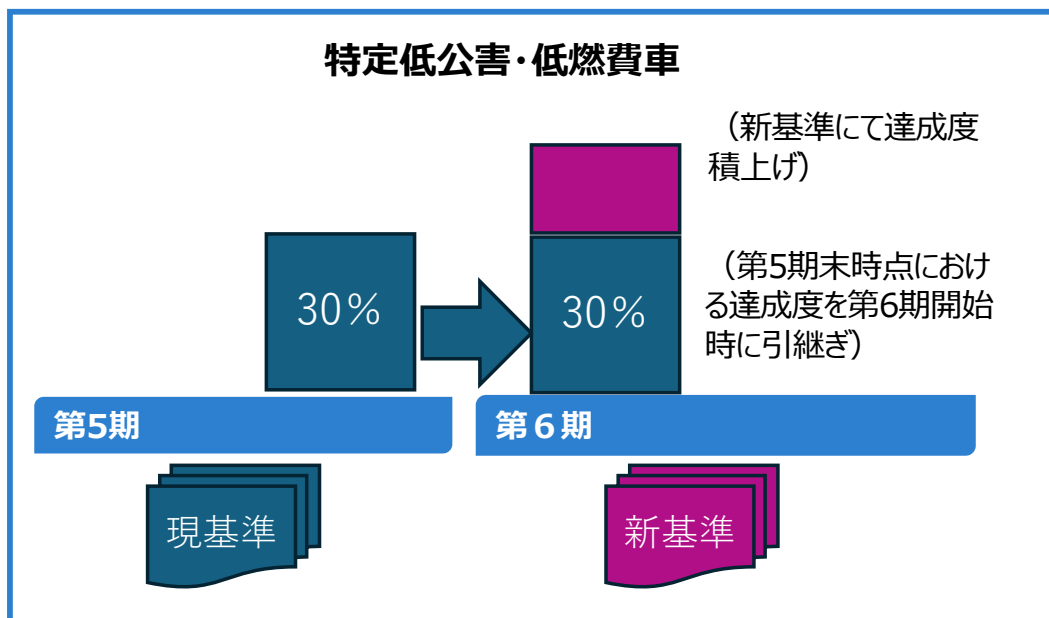 特定低公害・低燃費車
（新基準にて達成度
積上げ）
30%
30%
（第5期末時点におけ
る達成度を第6期開始
時に引継ぎ）
第5期
第６期
現基準
新基準